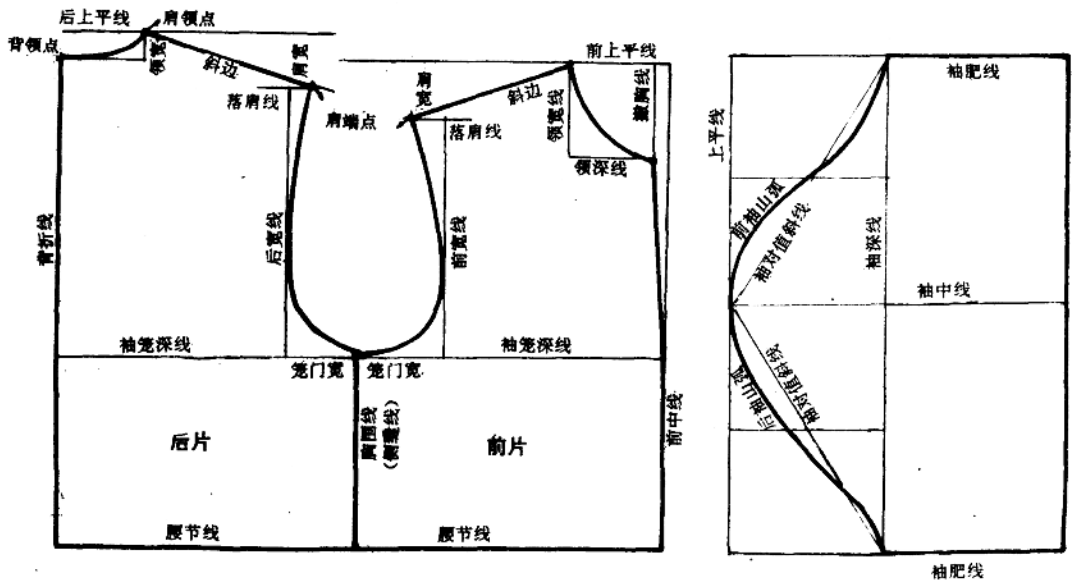 后上平线
肩领点
背领点
领宽
斜边
肩宽
落肩线
肩端点
背折线
后宽线
袖笼深线
笼门宽
后片
腰节线
前上平线
肩宽
斜边
落肩线
领宽线
撇胸线
领深线
前宽线
袖笼深线
笼门宽
胸围线
(侧缝线)
前片
前中线
腰节线
上平线
袖肥线
前袖山弧
袖对值斜线
袖深线
袖中线
后袖山弧
袖对值斜线
袖肥线